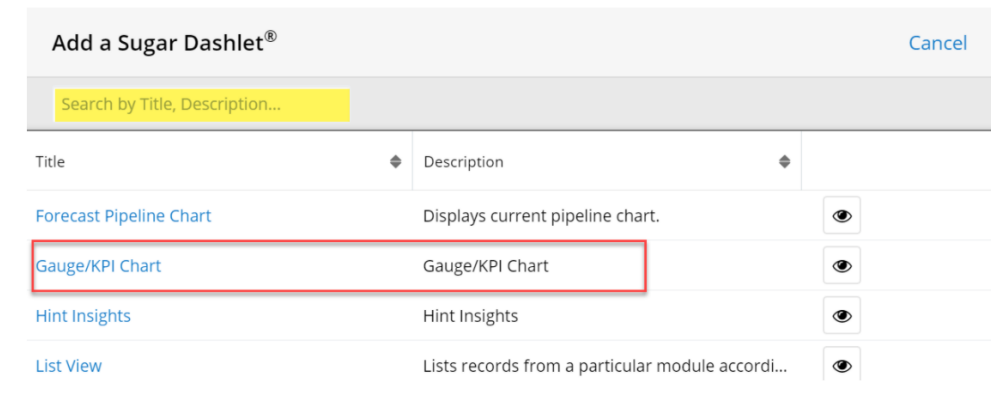 Add a Sugar Dashlet® Cancel
Search by Title, Description...
Title Description
Forecast Pipeline Chart Displays current pipeline chart.
Gauge/KPI Chart Gauge/KPI Chart
Hint Insights Hint Insights
List View Lists records from a particular module accordi...